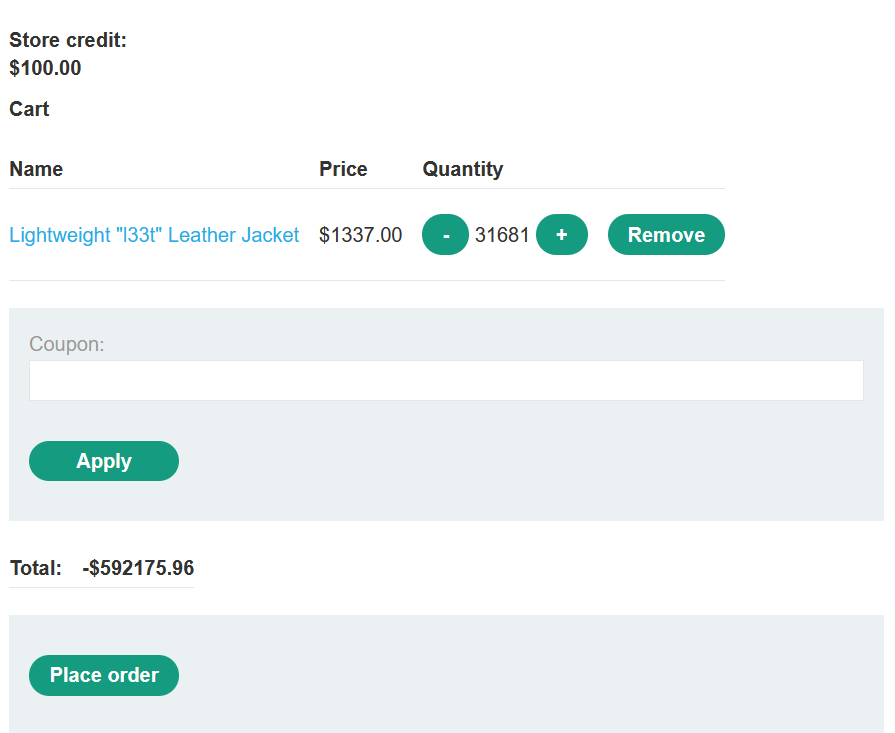 Store credit:
$100.00
Cart
Name Price Quantity
Lightweight "l33t" Leather Jacket $1337.00 - 31681 + Remove
Coupon:
Apply
Total: -$592175.96
Place order